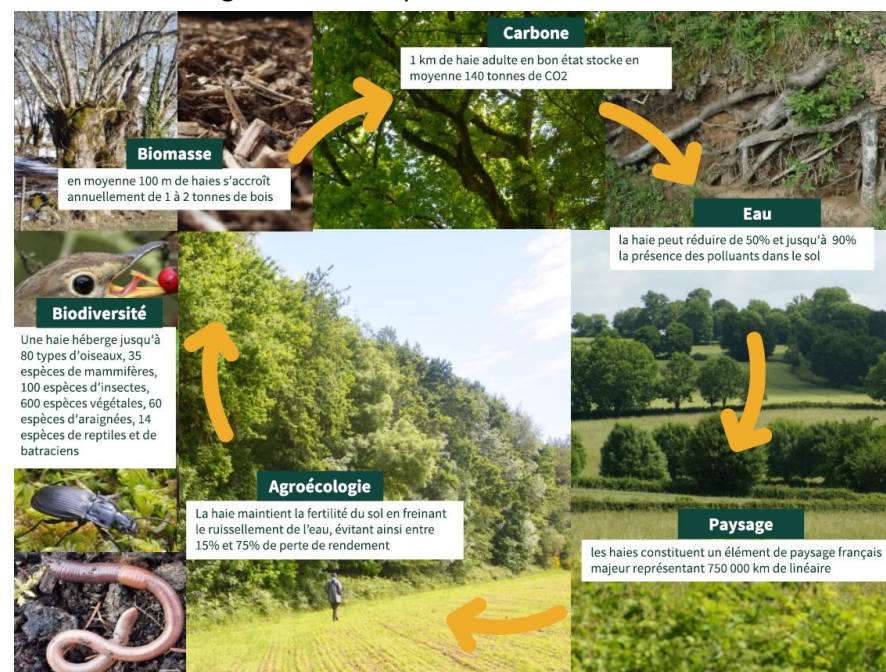 Biomasse
en moyenne 100 m de haies s'accroît
annuellement de 1 à 2 tonnes de bois
Carbone
1 km de haie adulte en bon état stocke en
moyenne 140 tonnes de CO2
Eau
la haie peut réduire de 50% et jusqu'à 90%
la présence des polluants dans le sol
Paysage
les haies constituent un élément de paysage français
majeur représentant 750 000 km de linéaire
Agroécologie
La haie maintient la fertilité du sol en freinant
le ruissellement de l'eau, évitant ainsi entre
15% et 75% de perte de rendement
Biodiversité
Une haie héberge jusqu'à
80 types d'oiseaux, 35
espèces de mammifères,
100 espèces d'insectes,
600 espèces végétales, 60
espèces d'araignées, 14
espèces de reptiles et de
batraciens